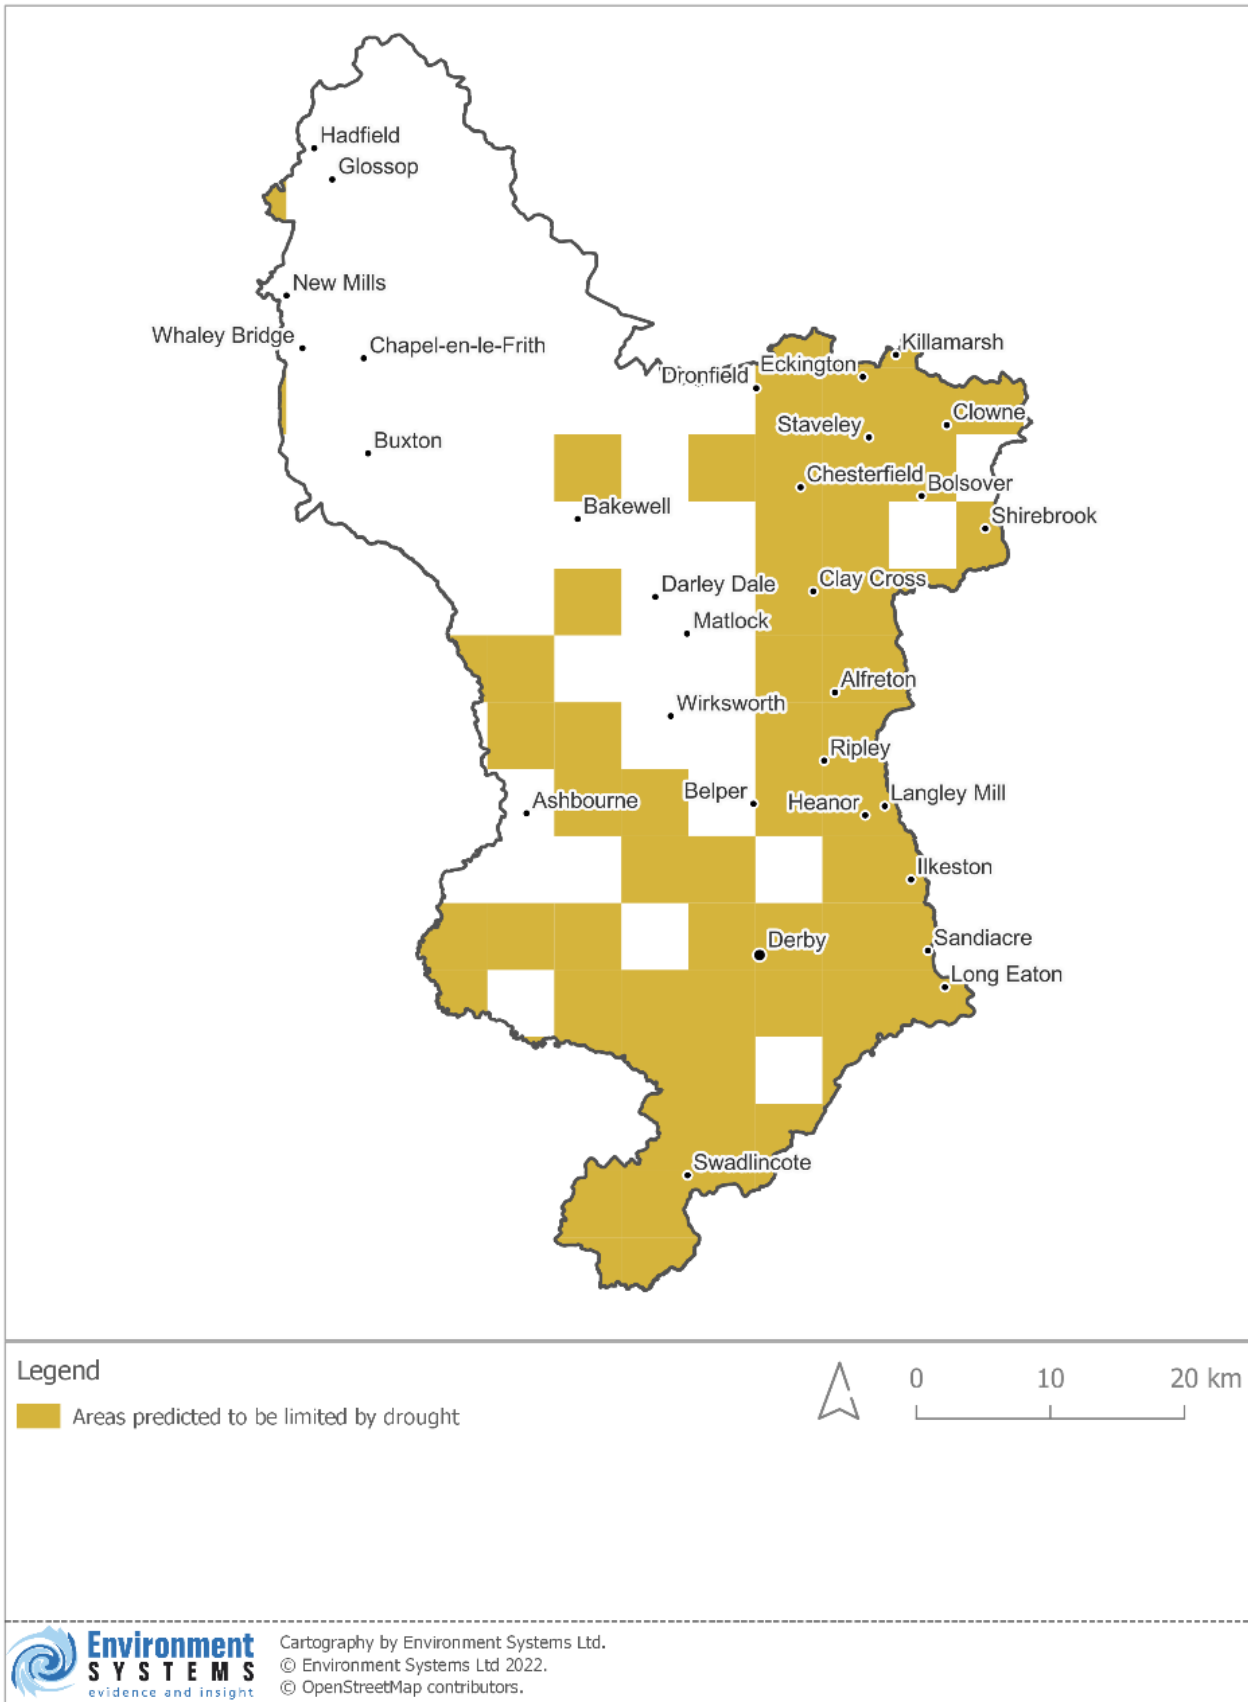 Hadfield
Glossop
New Mills
Whaley Bridge
Chapel-en-le-Frith
Killamarsh
Eckington
Dronfield
Clowne
Staveley
Buxton
Chesterfield
Bolsover
Bakewell
Shirebrook
Darley Dale
Clay Cross
Matlock
Alfreton
Wirksworth
Ripley
Belper
Heanor
Langley Mill
Ashbourne
Ilkeston
Derby
Sandiacre
Long Eaton
Swadlincote
Legend
Areas predicted to be limited by drought
0 10 20 km
Environment
SYSTEMS
evidence and insight
Cartography by Environment Systems Ltd.
© Environment Systems Ltd 2022.
© OpenStreetMap contributors.